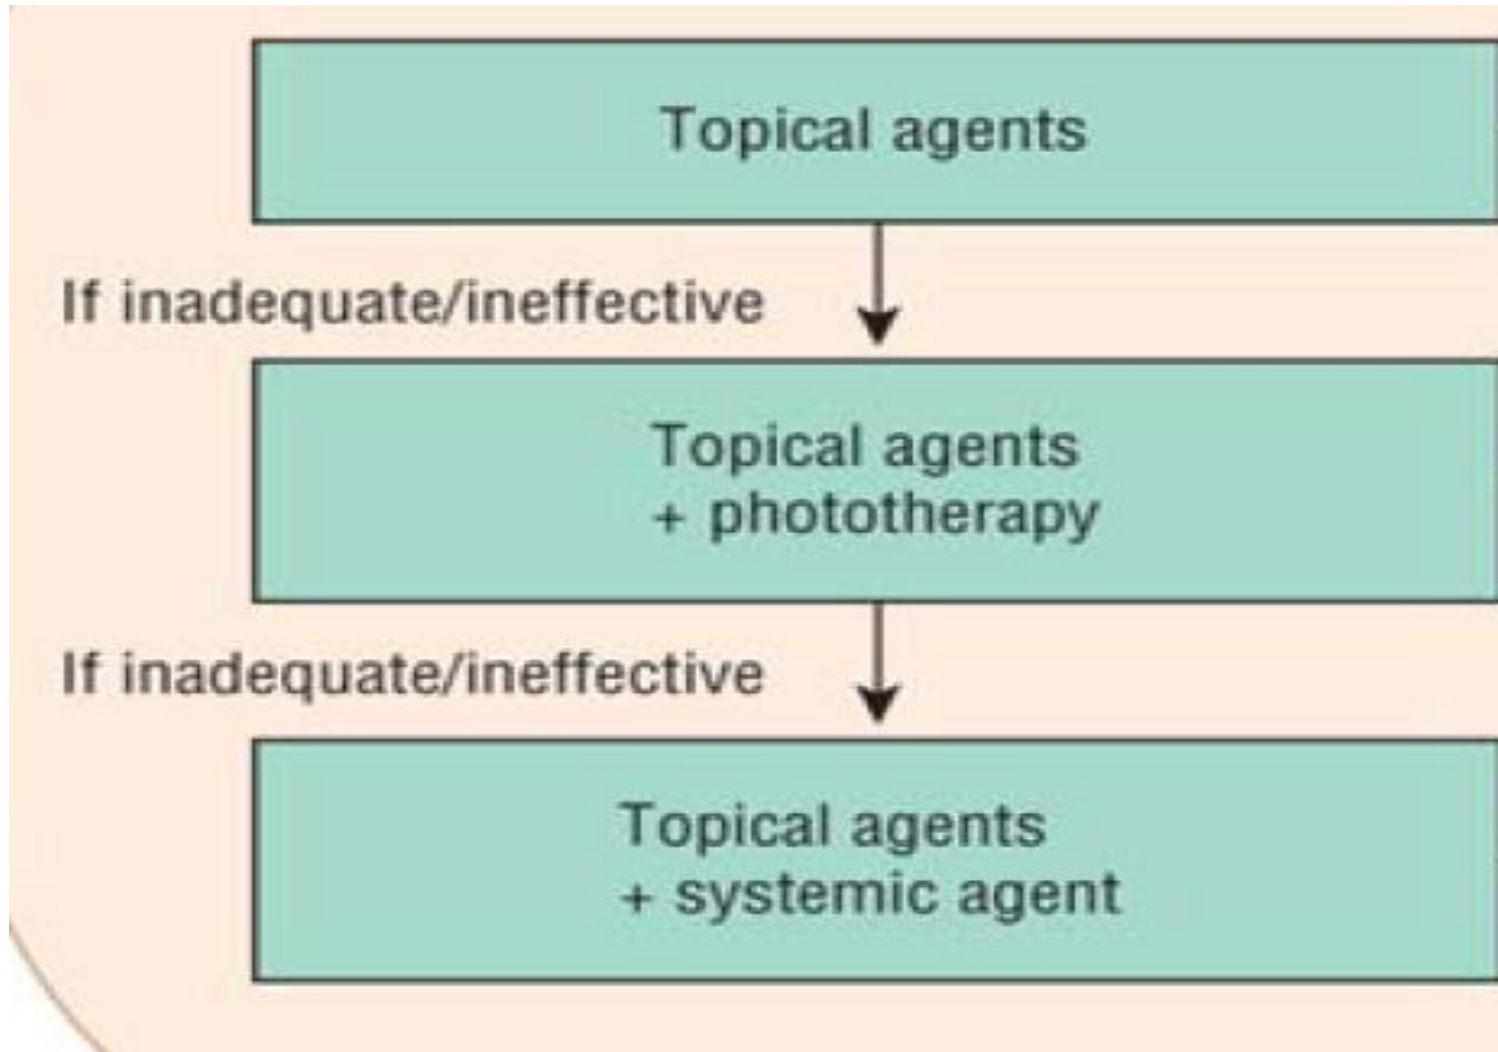 Topical agents
If inadequate/ineffective
Topical agents
+ phototherapy
If inadequate/ineffective
Topical agents
+ systemic agent